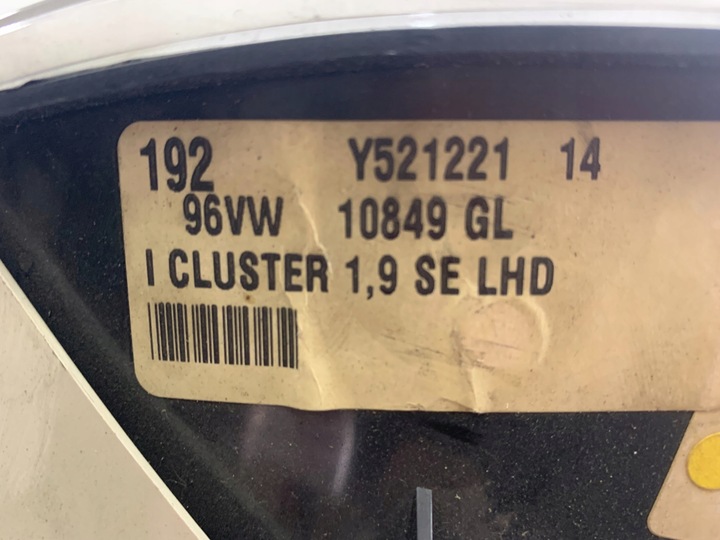 192 Y521221 14
96VW 10849 GL
I CLUSTER 1,9 SE LHD